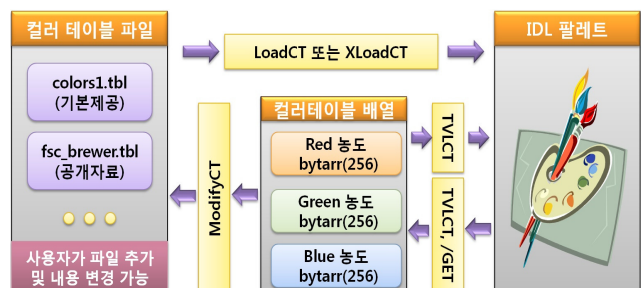 컬러 테이블 파일
colors1.tbl
(기본제공)
fsc_brewer.tbl
(공개자료)
사용자가 파일 추가
및 내용 변경 가능
LoadCT 또는 XLoadCT
ModifyCT
컬러테이블 배열
Red 농도
bytarr(256)
Green 농도
bytarr(256)
Blue 농도
bytarr(256)
TVLCT
TVLCT, /GET
IDL 팔레트